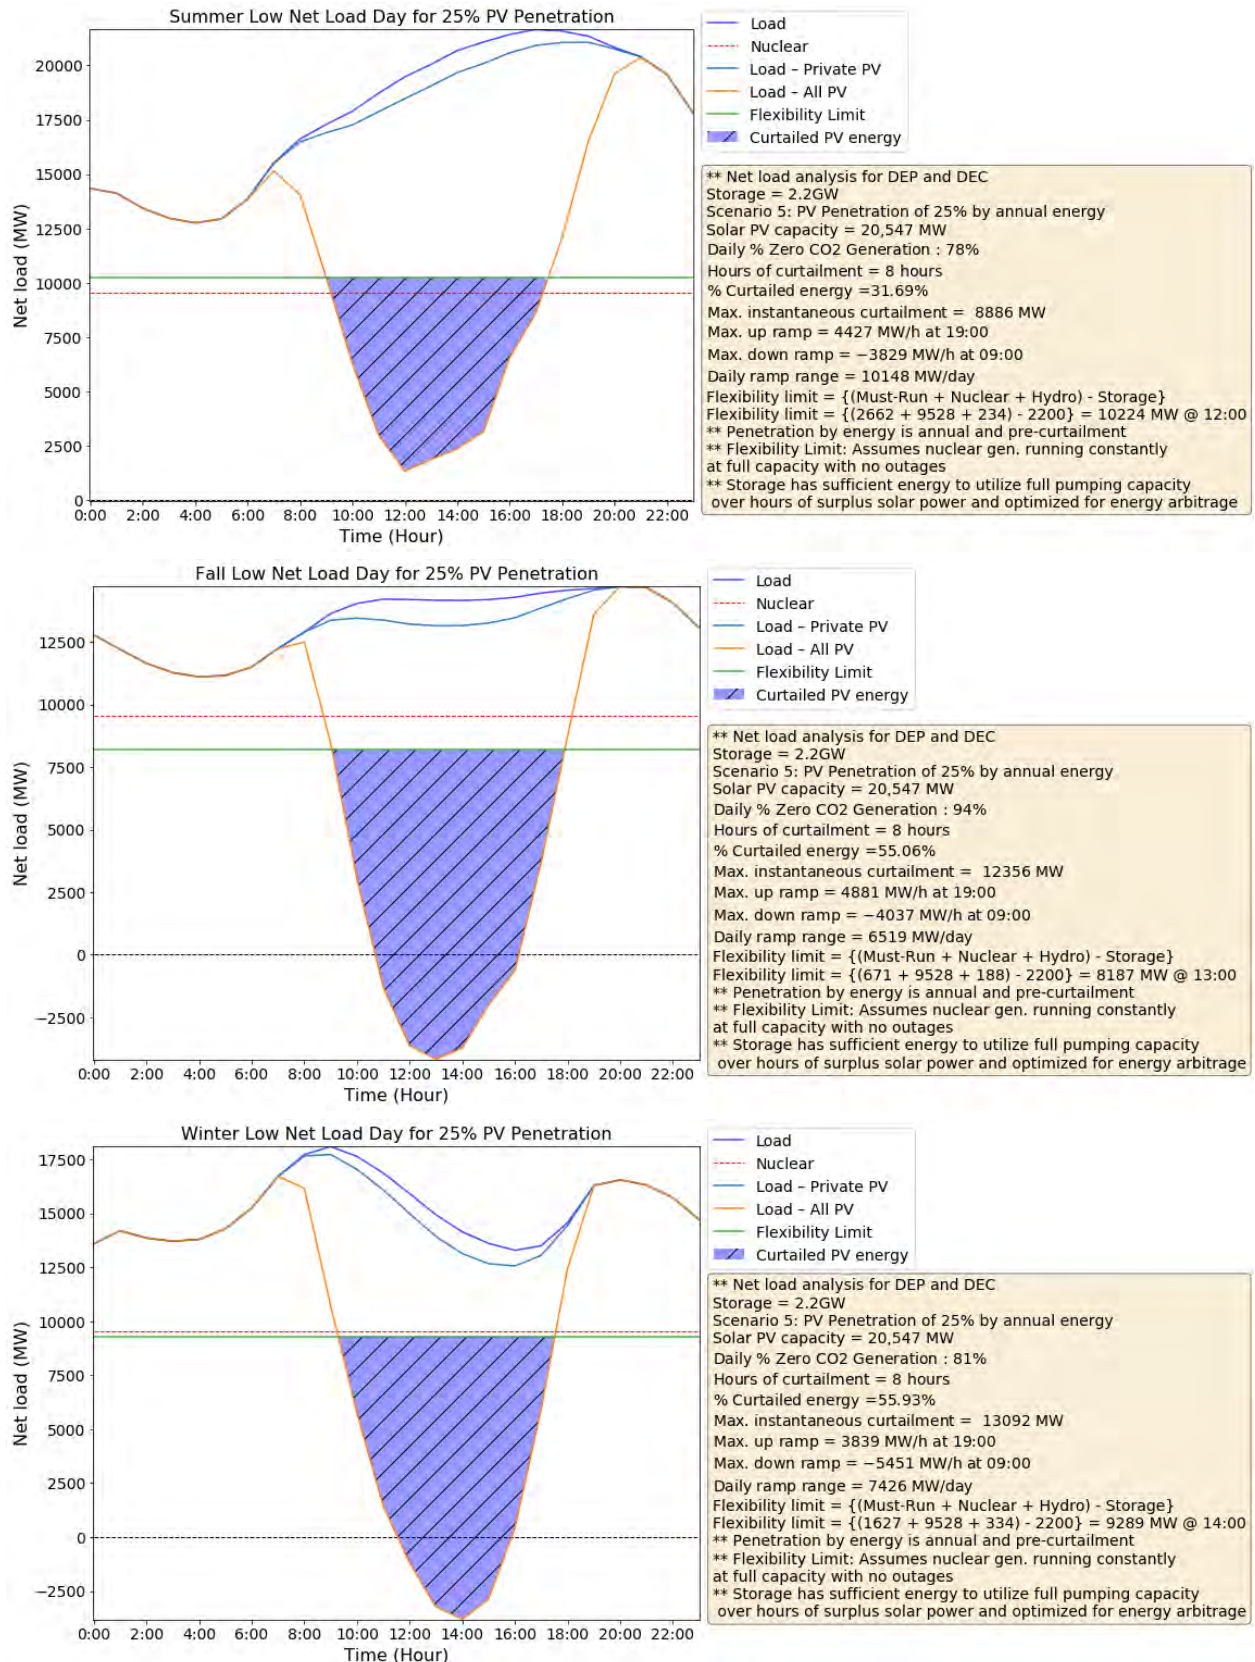 Summer Low Net Load Day for 25% PV Penetration
Net load (MW)
20000
17500
15000
12500
10000
7500
5000
2500
0
0:00 2:00 4:00 6:00 8:00 10:00 12:00 14:00 16:00 18:00 20:00 22:00
Time (Hour)
Load
Nuclear
Load – Private PV
Load – All PV
Flexibility Limit
Curtailed PV energy
** Net load analysis for DEP and DEC
Storage = 2.2GW
Scenario 5: PV Penetration of 25% by annual energy
Solar PV capacity = 20,547 MW
Daily % Zero CO2 Generation : 78%
Hours of curtailment = 8 hours
% Curtailed energy =31.69%
Max. instantaneous curtailment =  8886 MW
Max. up ramp = 4427 MW/h at 19:00
Max. down ramp = −3829 MW/h at 09:00
Daily ramp range = 10148 MW/day
Flexibility limit = {(Must-Run + Nuclear + Hydro) - Storage}
Flexibility limit = {(2662 + 9528 + 234) - 2200} = 10224 MW @ 12:00
** Penetration by energy is annual and pre-curtailment
** Flexibility Limit: Assumes nuclear gen. running constantly
at full capacity with no outages
** Storage has sufficient energy to utilize full pumping capacity
over hours of surplus solar power and optimized for energy arbitrage
Fall Low Net Load Day for 25% PV Penetration
Net load (MW)
12500
10000
7500
5000
2500
0
−2500
0:00 2:00 4:00 6:00 8:00 10:00 12:00 14:00 16:00 18:00 20:00 22:00
Time (Hour)
Load
Nuclear
Load – Private PV
Load – All PV
Flexibility Limit
Curtailed PV energy
** Net load analysis for DEP and DEC
Storage = 2.2GW
Scenario 5: PV Penetration of 25% by annual energy
Solar PV capacity = 20,547 MW
Daily % Zero CO2 Generation : 94%
Hours of curtailment = 8 hours
% Curtailed energy =55.06%
Max. instantaneous curtailment =  12356 MW
Max. up ramp = 4881 MW/h at 19:00
Max. down ramp = −4037 MW/h at 09:00
Daily ramp range = 6519 MW/day
Flexibility limit = {(Must-Run + Nuclear + Hydro) - Storage}
Flexibility limit = {(671 + 9528 + 188) - 2200} = 8187 MW @ 13:00
** Penetration by energy is annual and pre-curtailment
** Flexibility Limit: Assumes nuclear gen. running constantly
at full capacity with no outages
** Storage has sufficient energy to utilize full pumping capacity
over hours of surplus solar power and optimized for energy arbitrage
Winter Low Net Load Day for 25% PV Penetration
Net load (MW)
17500
15000
12500
10000
7500
5000
2500
0
−2500
0:00 2:00 4:00 6:00 8:00 10:00 12:00 14:00 16:00 18:00 20:00 22:00
Time (Hour)
Load
Nuclear
Load – Private PV
Load – All PV
Flexibility Limit
Curtailed PV energy
** Net load analysis for DEP and DEC
Storage = 2.2GW
Scenario 5: PV Penetration of 25% by annual energy
Solar PV capacity = 20,547 MW
Daily % Zero CO2 Generation : 81%
Hours of curtailment = 8 hours
% Curtailed energy =55.93%
Max. instantaneous curtailment =  13092 MW
Max. up ramp = 3839 MW/h at 19:00
Max. down ramp = −5451 MW/h at 09:00
Daily ramp range = 7426 MW/day
Flexibility limit = {(Must-Run + Nuclear + Hydro) - Storage}
Flexibility limit = {(1627 + 9528 + 334) - 2200} = 9289 MW @ 14:00
** Penetration by energy is annual and pre-curtailment
** Flexibility Limit: Assumes nuclear gen. running constantly
at full capacity with no outages
** Storage has sufficient energy to utilize full pumping capacity
over hours of surplus solar power and optimized for energy arbitrage